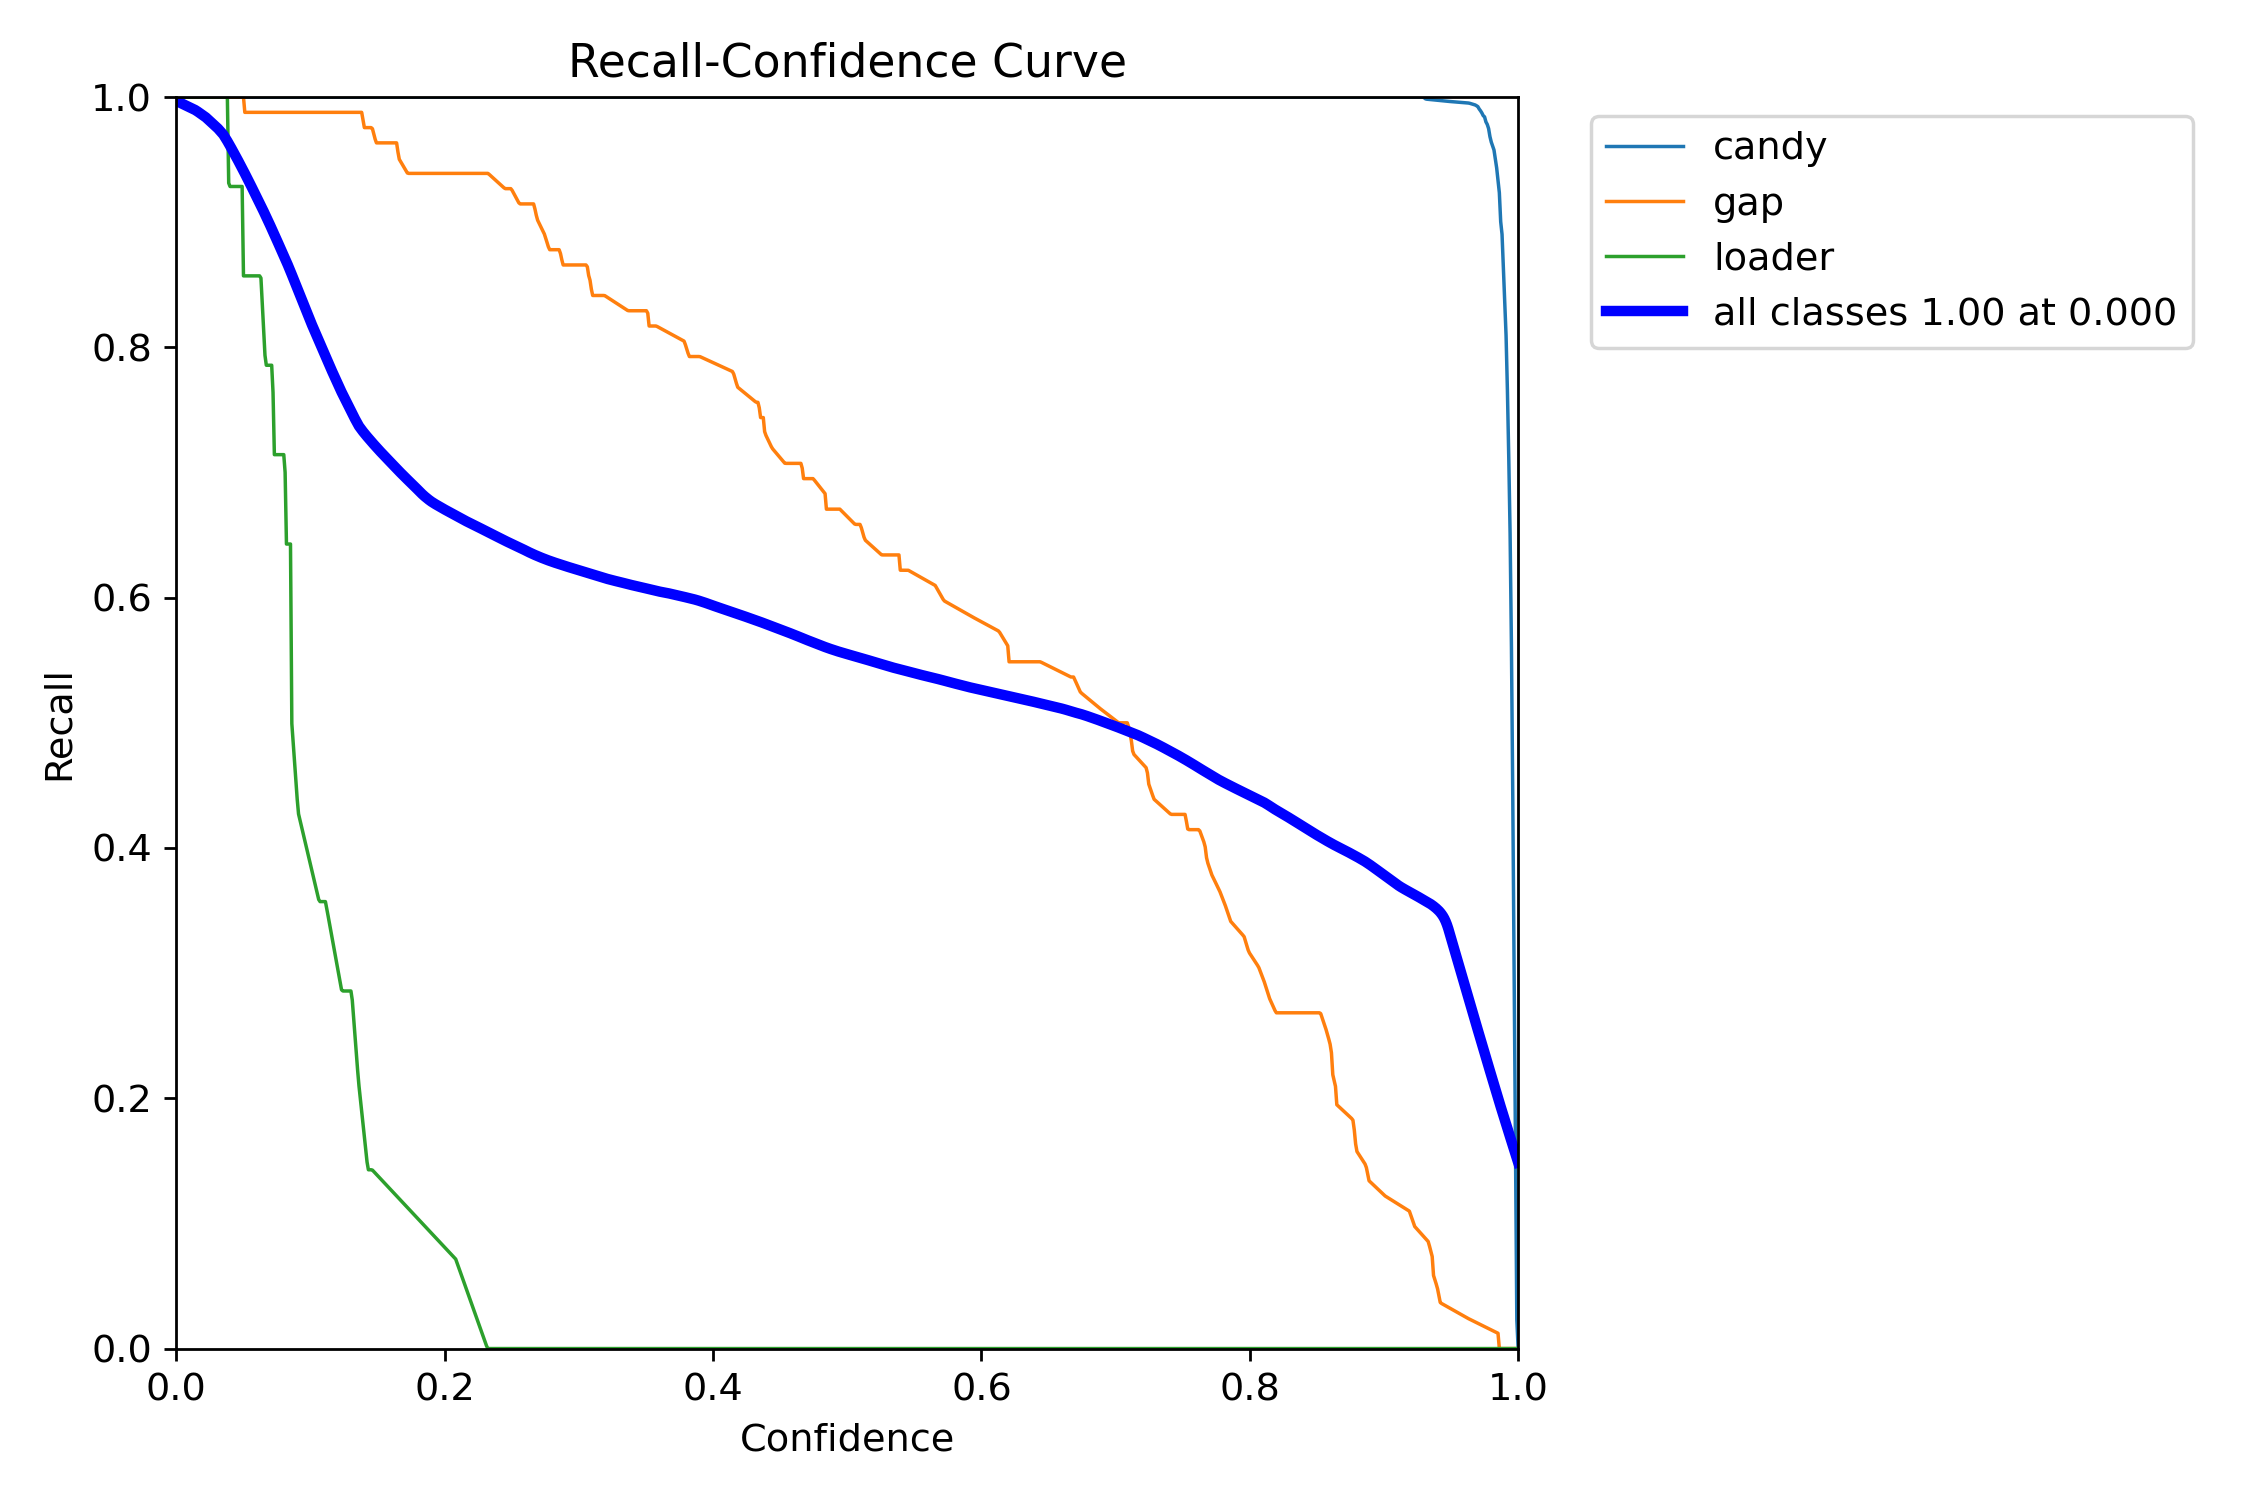 Recall-Confidence Curve
1.0
0.8
0.6
0.4
0.2
0.0
Recall
0.0 0.2 0.4 0.6 0.8 1.0
Confidence
candy
gap
loader
all classes 1.00 at 0.000